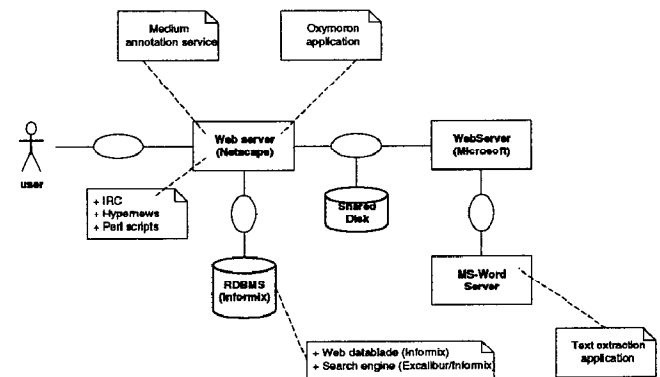 Medium
annotation service
Oxymoron
application
user
Web server
(Netscape)
WebServer
(Microsoft)
+ IRC
+ Hypernews
+ Perl scripts
Shared
Disk
RDBMS
(Informix)
MS-Word
Server
+ Web datablade (Informix)
+ Search engine (Excalibur/Informix
Text extraction
application